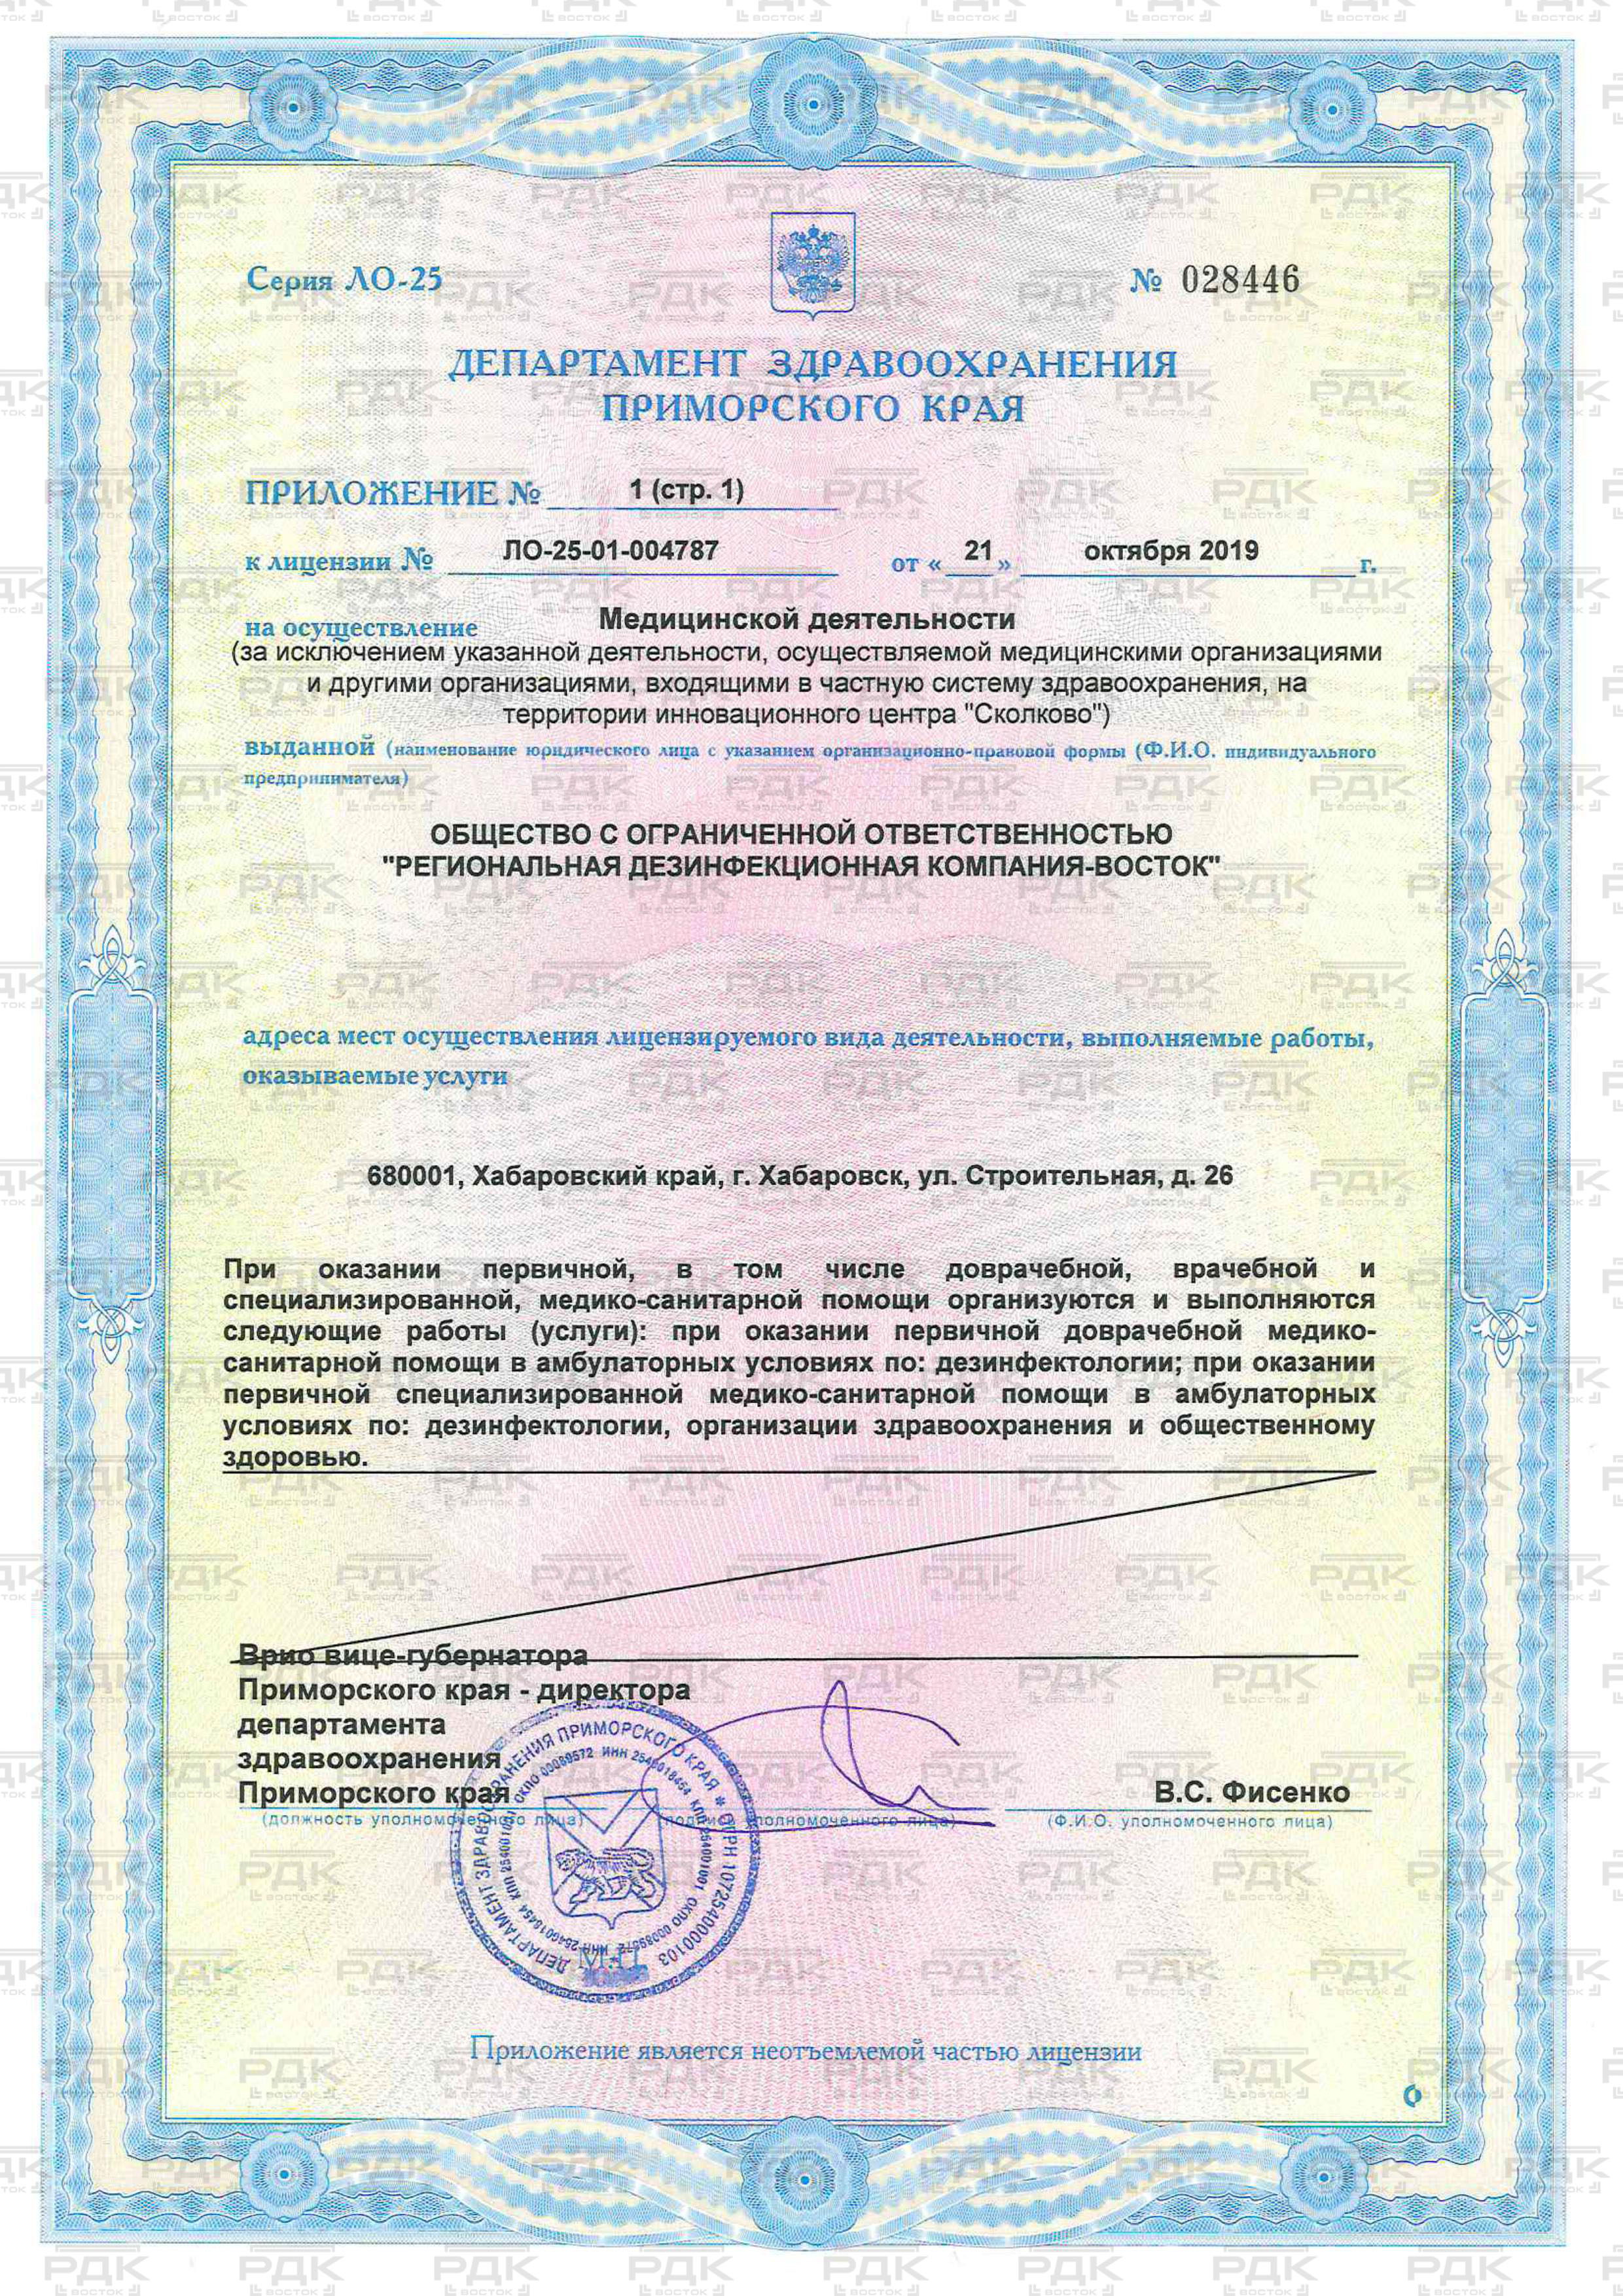 Серия ЛО-25
№ 028446
ДЕПАРТАМЕНТ ЗДРАВООХРАНЕНИЯ
ПРИМОРСКОГО КРАЯ
ПРИЛОЖЕНИЕ № 1 (стр. 1)
к лицензии № ЛО-25-01-004787 от « 21 » октября 2019 г.
на осуществление Медицинской деятельности
(за исключением указанной деятельности, осуществляемой медицинскими организациями
и другими организациями, входящими в частную систему здравоохранения, на
территории инновационного центра "Сколково")
выданной (наименование юридического лица с указанием организационно-правовой формы (Ф.И.О. индивидуального
предпринимателя)
ОБЩЕСТВО С ОГРАНИЧЕННОЙ ОТВЕТСТВЕННОСТЬЮ
"РЕГИОНАЛЬНАЯ ДЕЗИНФЕКЦИОННАЯ КОМПАНИЯ-ВОСТОК"
адреса мест осуществления лицензируемого вида деятельности, выполняемые работы,
оказываемые услуги
680001, Хабаровский край, г. Хабаровск, ул. Строительная, д. 26
При оказании первичной, в том числе доврачебной, врачебной и
специализированной, медико-санитарной помощи организуются и выполняются
следующие работы (услуги): при оказании первичной доврачебной медико-
санитарной помощи в амбулаторных условиях по: дезинфектологии; при оказании
первичной специализированной медико-санитарной помощи в амбулаторных
условиях по: дезинфектологии, организации здравоохранения и общественному
здоровью.
Врио вице-губернатора
Приморского края - директора
департамента
здравоохранения
Приморского края
В.С. Фисенко
(должность уполномоченного лица)
(подпись уполномоченного лица)
(Ф.И.О. уполномоченного лица)
ДЕПАРТАМЕНТ ЗДРАВООХРАНЕНИЯ ПРИМОРСКОГО КРАЯ * ОГРН 1072540000103
М.П.
Приложение является неотъемлемой частью лицензии
РДК
ВОСТОК